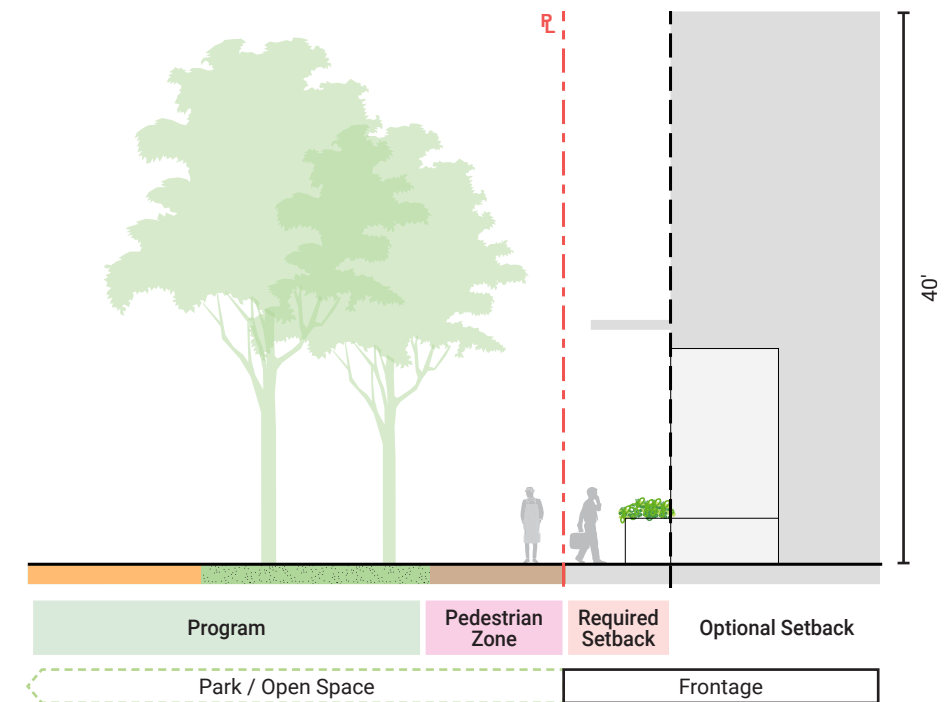 PL
40'
Program
Pedestrian
Zone
Required
Setback
Optional Setback
Park / Open Space
Frontage